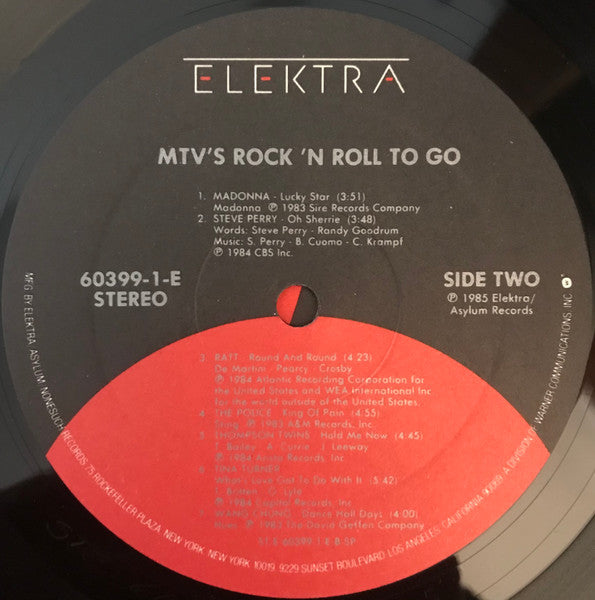 ELEKTRA
MTV'S ROCK 'N ROLL TO GO
1. MADONNA - Lucky Star (3:51)
Madonna ℗ 1983 Sire Records Company
2. STEVE PERRY - Oh Sherrie (3:48)
Words: Steve Perry - Randy Goodrum
Music: S. Perry - B. Cuomo - C. Krampf
℗ 1984 CBS Inc.
60399-1-E
STEREO
SIDE TWO
℗ 1985 Elektra/
Asylum Records
3. RATT - Round And Round (4:23)
De Martini - Pearcy - Crosby
℗ 1984 Atlantic Recording Corporation for
the United States and WEA International Inc
for the world outside of the United States.
4. THE POLICE - King Of Pain (4:55)
Sting ℗ 1983 A&M Records, Inc.
5. THOMPSON TWINS - Hold Me Now (4:45)
T. Bailey - A. Currie - J. Leeway
℗ 1984 Arista Records, Inc.
6. TINA TURNER
What's Love Got To Do With It (5:42)
T. Britten - G. Lyle
℗ 1984 Capitol Records, Inc
7. WANG CHUNG - Dance Hall Days (4:00)
Hues ℗ 1983 The David Geffen Company
ST-E-60399-1-E-B-SP
MFG. BY ELEKTRA, ASYLUM, NONESUCH RECORDS, 75 ROCKEFELLER PLAZA, NEW YORK, NEW YORK 10019. 9229 SUNSET BOULEVARD, LOS ANGELES, CALIFORNIA 90069. A DIVISION OF WARNER COMMUNICATIONS, INC.